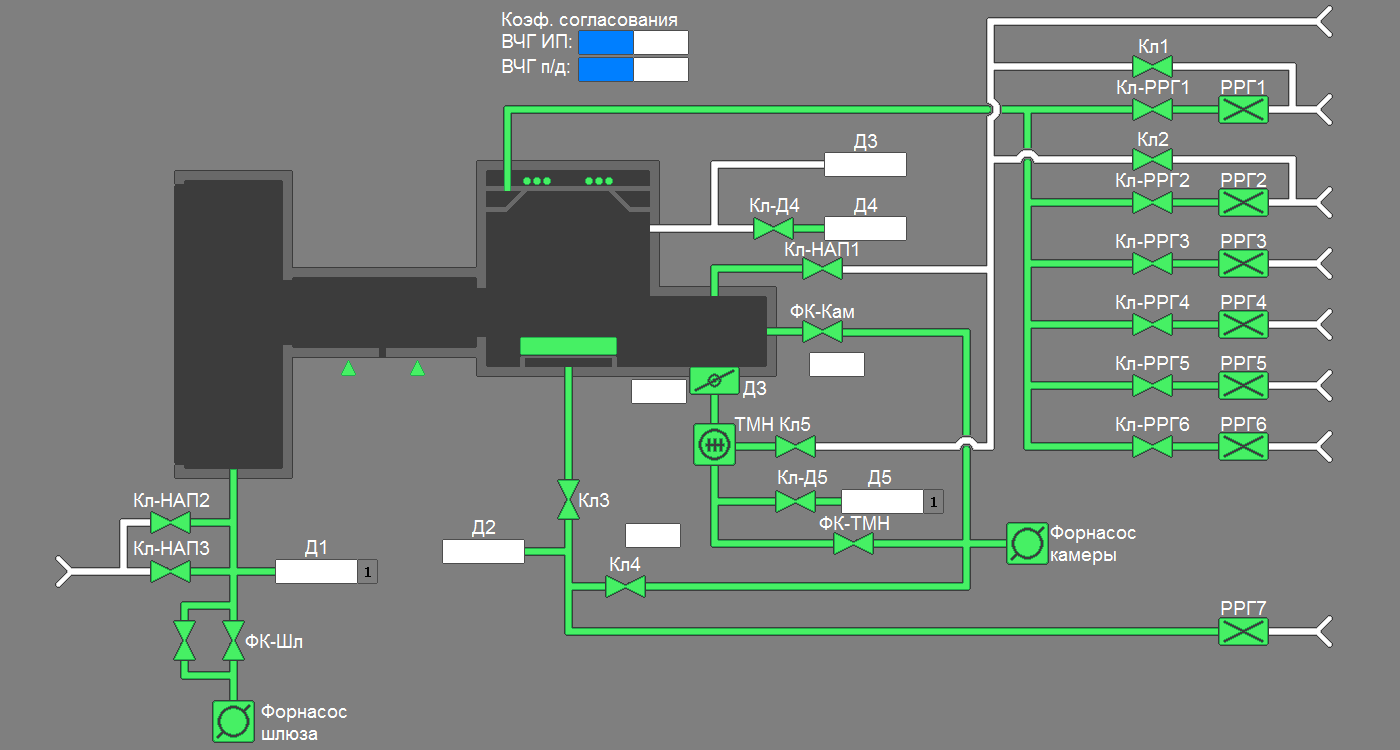 Коэф. согласования
ВЧГ ИП:
ВЧГ п/д:
Кл1
Кл-РРГ1
РРГ1
Кл2
Кл-РРГ2
РРГ2
Кл-РРГ3
РРГ3
Кл-РРГ4
РРГ4
Кл-РРГ5
РРГ5
Кл-РРГ6
РРГ6
Д3
Кл-Д4
Д4
Кл-НАП1
ФК-Кам
Д3
ТМН
Кл5
Кл-Д5
Д5
1
ФК-ТМН
Форнасос
камеры
Кл3
Д2
Кл4
РРГ7
Кл-НАП2
Кл-НАП3
Д1
1
ФК-Шл
Форнасос
шлюза